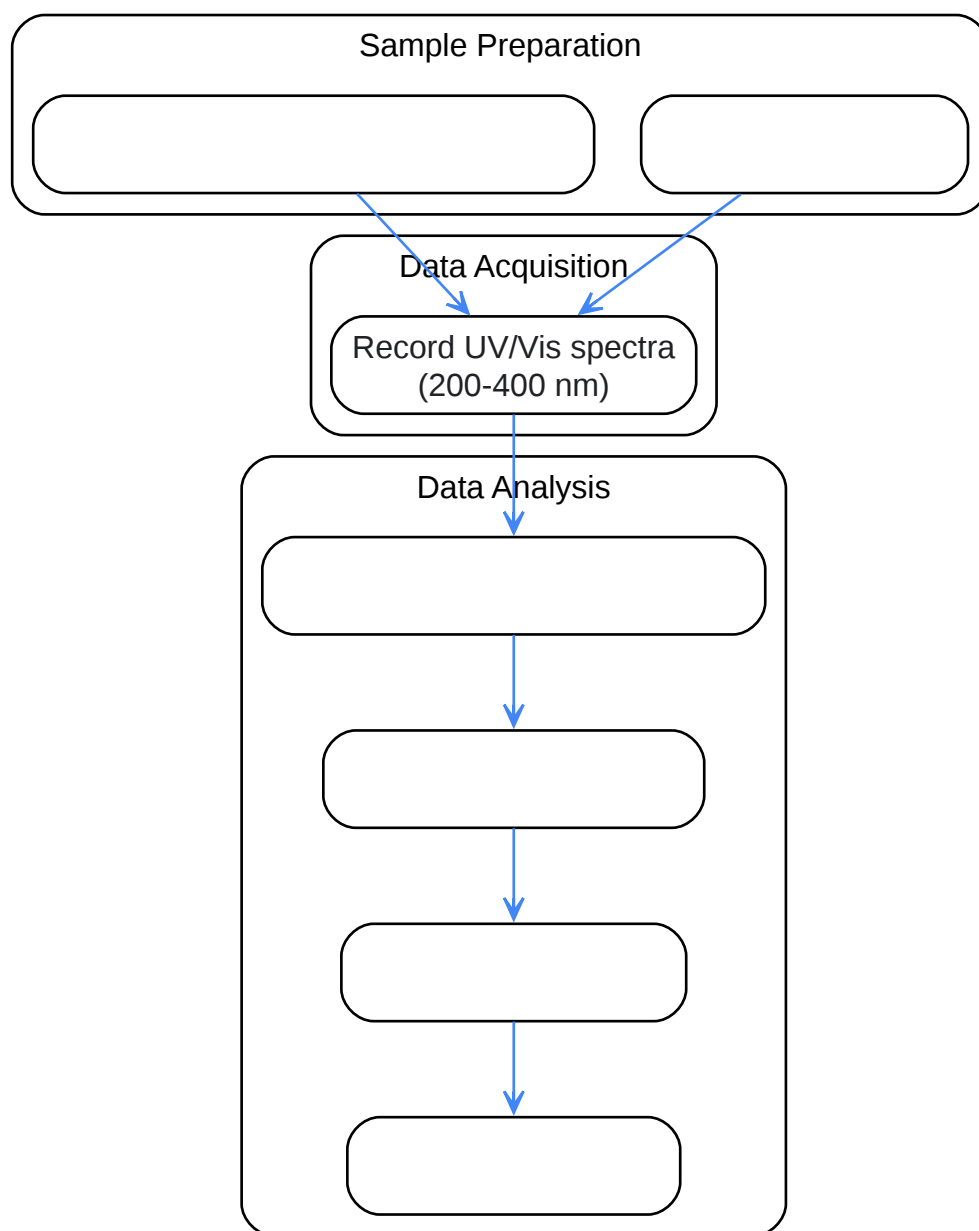 Sample Preparation
Data Acquisition
Record UV/Vis spectra
(200-400 nm)
Data Analysis